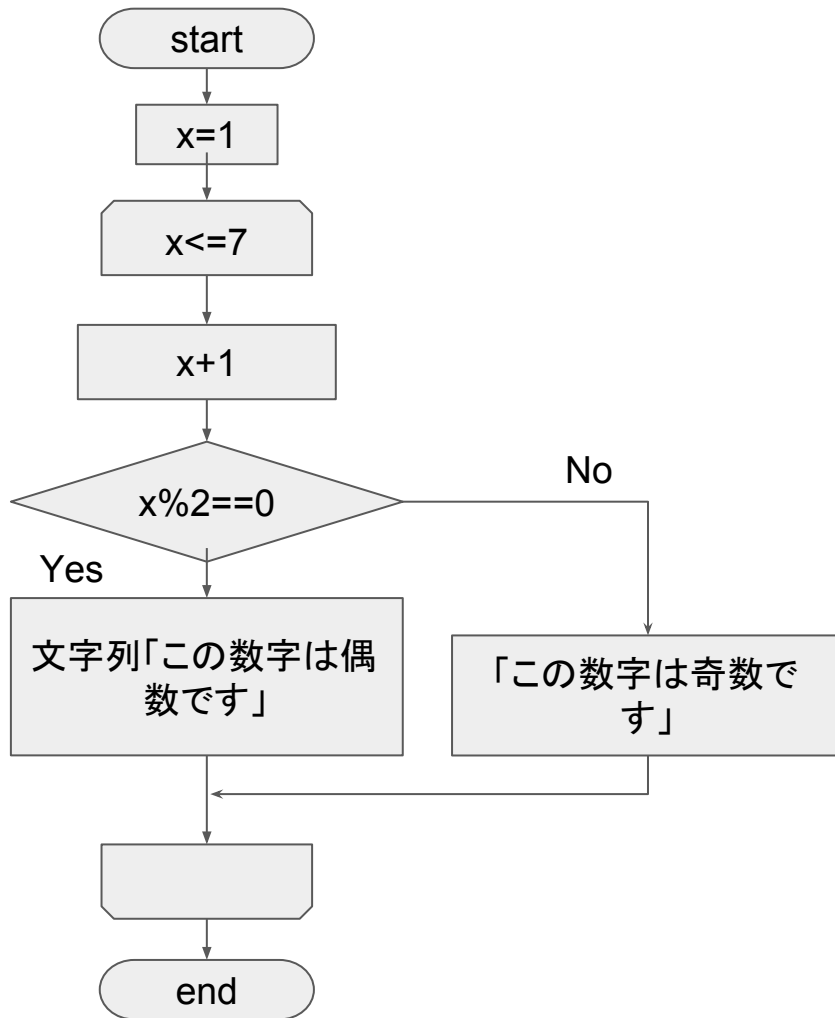 start
x=1
x<=7
x+1
x%2==0
No
Yes
文字列「この数字は偶
数です」
「この数字は奇数で
す」
end